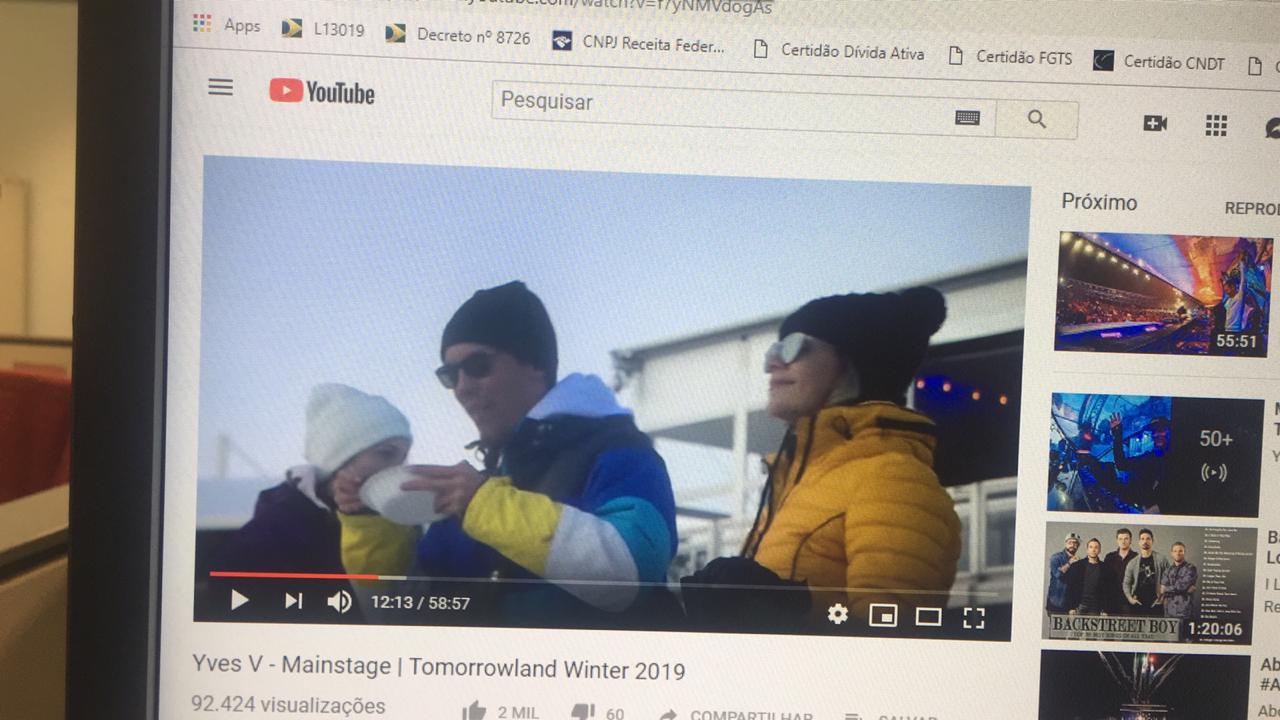 youtube.com/watch?v=f7yNMVdogAs
Apps L13019 Decreto nº 8726 CNPJ Receita Feder... Certidão Dívida Ativa Certidão FGTS Certidão CNDT
YouTube
Pesquisar
Próximo
REPRO
55:51
50+
BACKSTREET BOY
1:20:06
12:13 / 58:57
Yves V - Mainstage | Tomorrowland Winter 2019
92.424 visualizações
2 MIL
60
COMPARTILHAR
SALVAR
Ab
#A